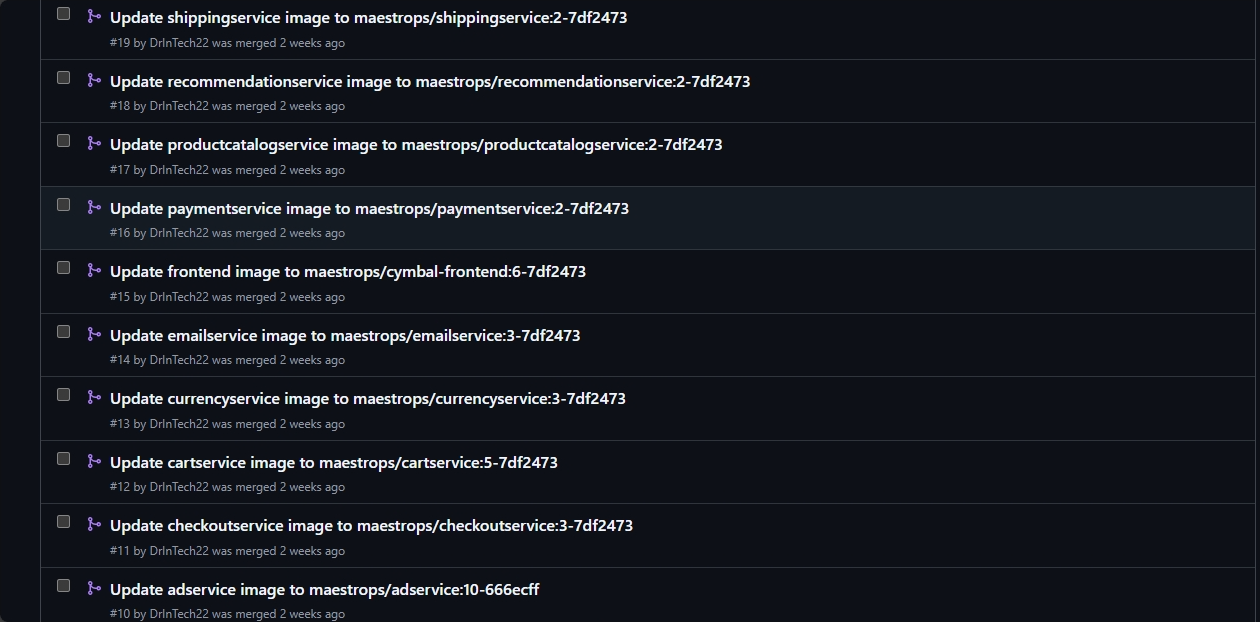 Update shippingservice image to maestrops/shippingservice:2-7df2473
#19 by DrInTech22 was merged 2 weeks ago
Update recommendationservice image to maestrops/recommendationservice:2-7df2473
#18 by DrInTech22 was merged 2 weeks ago
Update productcatalogservice image to maestrops/productcatalogservice:2-7df2473
#17 by DrInTech22 was merged 2 weeks ago
Update paymentservice image to maestrops/paymentservice:2-7df2473
#16 by DrInTech22 was merged 2 weeks ago
Update frontend image to maestrops/cymbal-frontend:6-7df2473
#15 by DrInTech22 was merged 2 weeks ago
Update emailservice image to maestrops/emailservice:3-7df2473
#14 by DrInTech22 was merged 2 weeks ago
Update currencyservice image to maestrops/currencyservice:3-7df2473
#13 by DrInTech22 was merged 2 weeks ago
Update cartservice image to maestrops/cartservice:5-7df2473
#12 by DrInTech22 was merged 2 weeks ago
Update checkoutservice image to maestrops/checkoutservice:3-7df2473
#11 by DrInTech22 was merged 2 weeks ago
Update adservice image to maestrops/adservice:10-666ecff
#10 by DrInTech22 was merged 2 weeks ago